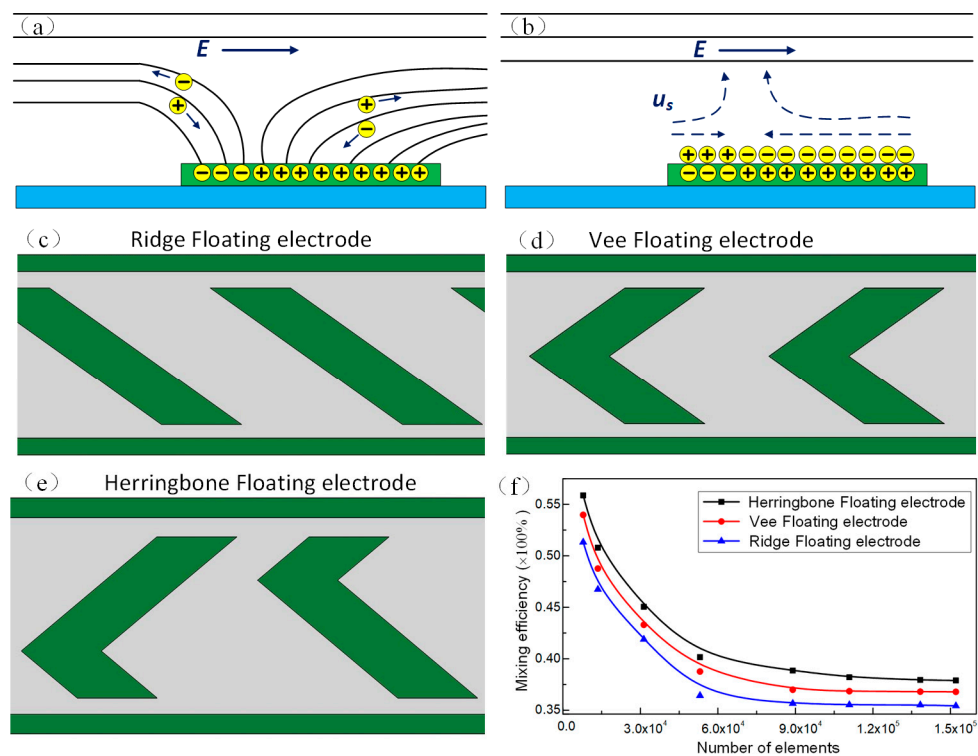 (a)
E
− +
+ −
− − − + + + + + + + +
(b)
E
uₛ
+ + + − − − − − − − −
− − − + + + + + + + +
(c) Ridge Floating electrode
(d) Vee Floating electrode
(e) Herringbone Floating electrode
(f)
Mixing efficiency (×100%)
0.55
0.50
0.45
0.40
0.35
Herringbone Floating electrode
Vee Floating electrode
Ridge Floating electrode
0.0 3.0x10⁴ 6.0x10⁴ 9.0x10⁴ 1.2x10⁵ 1.5x10⁵
Number of elements